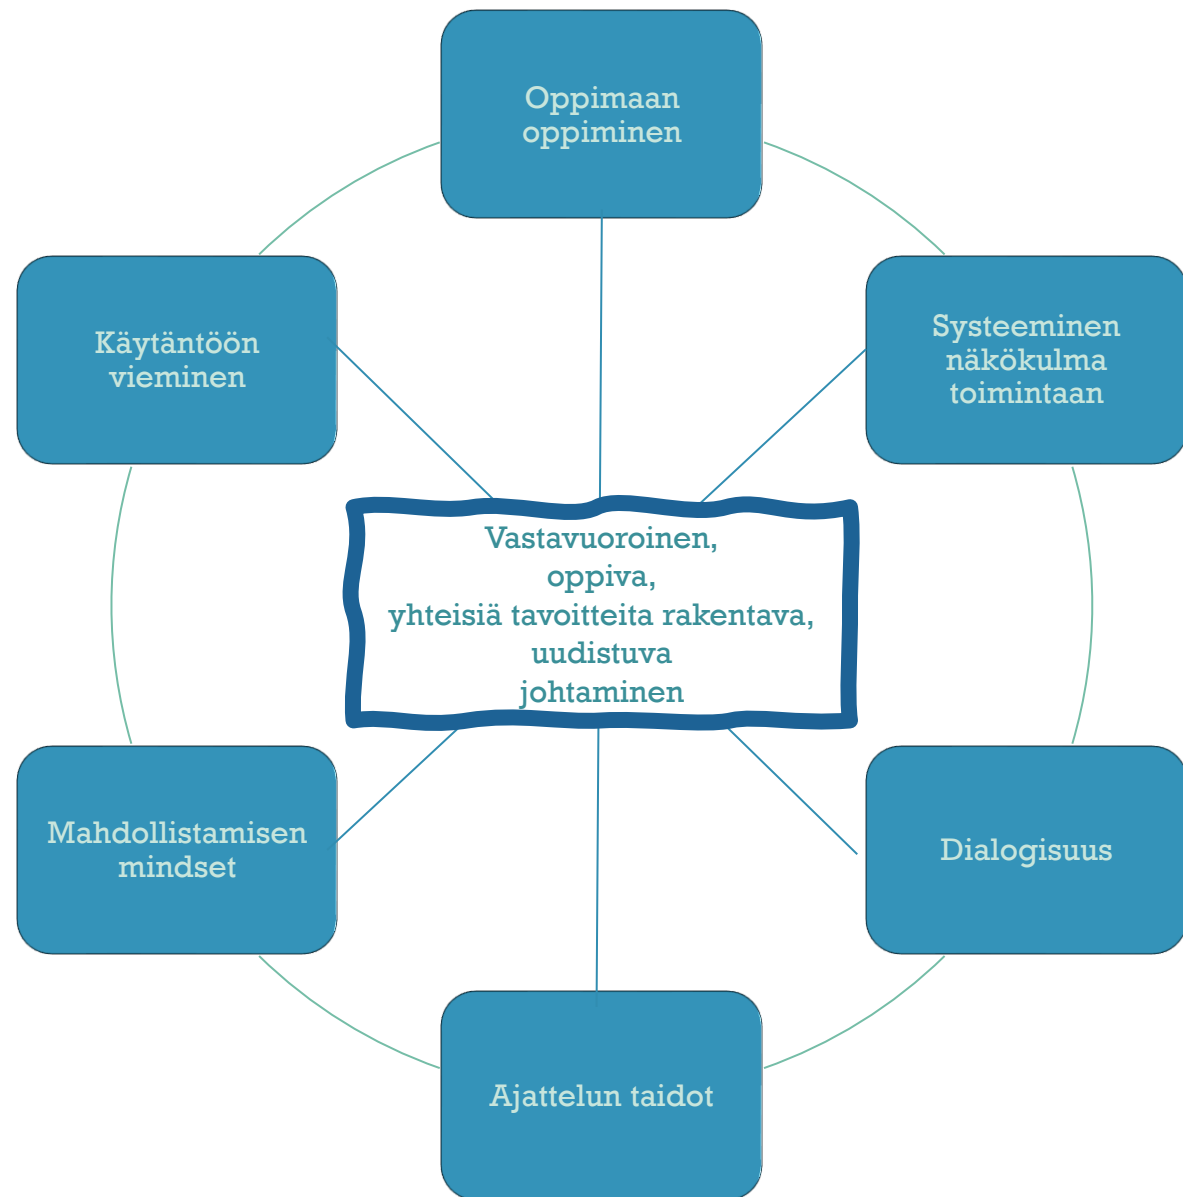 Oppimaan
oppiminen
Käytäntöön
vieminen
Systeeminen
näkökulma
toimintaan
Vastavuoroinen,
oppiva,
yhteisiä tavoitteita rakentava,
uudistuva
johtaminen
Mahdollistamisen
mindset
Dialogisuus
Ajattelun taidot